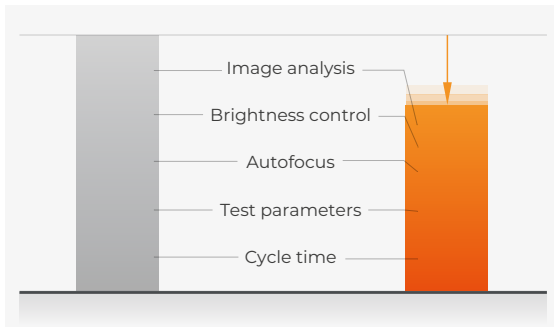 Image analysis
Brightness control
Autofocus
Test parameters
Cycle time